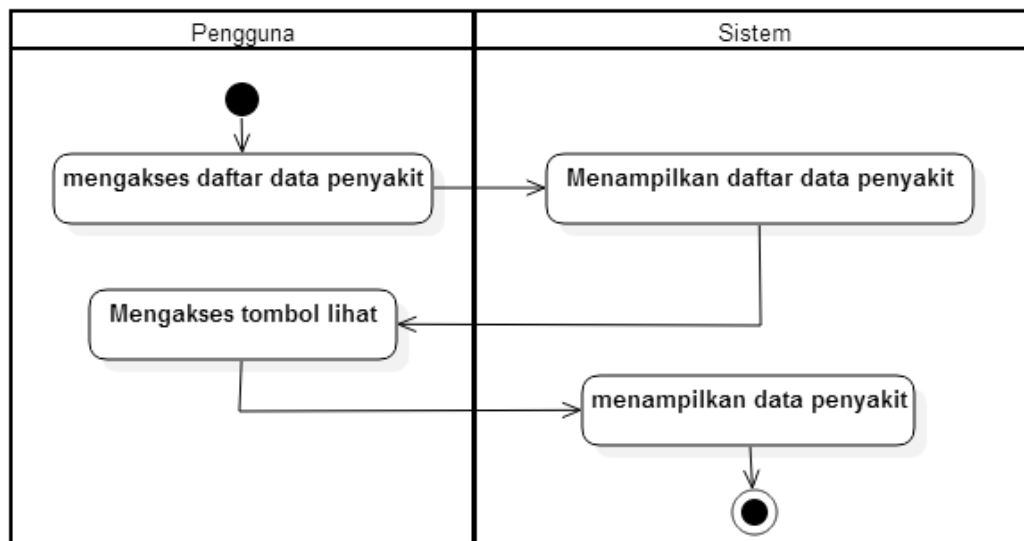 Pengguna
Sistem
mengakses daftar data penyakit
Menampilkan daftar data penyakit
Mengakses tombol lihat
menampilkan data penyakit